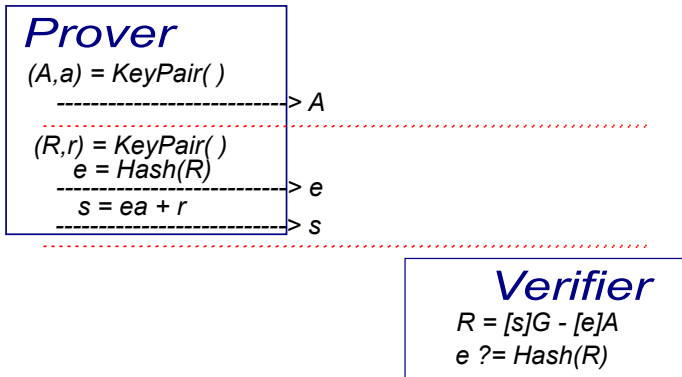 Prover
(A,a) = KeyPair( )
---------------------------> A
(R,r) = KeyPair( )
e = Hash(R)
---------------------------> e
s = ea + r
---------------------------> s
Verifier
R = [s]G - [e]A
e ?= Hash(R)